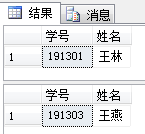 结果 消息
学号 姓名
1 191301 王林
学号 姓名
1 191303 王燕